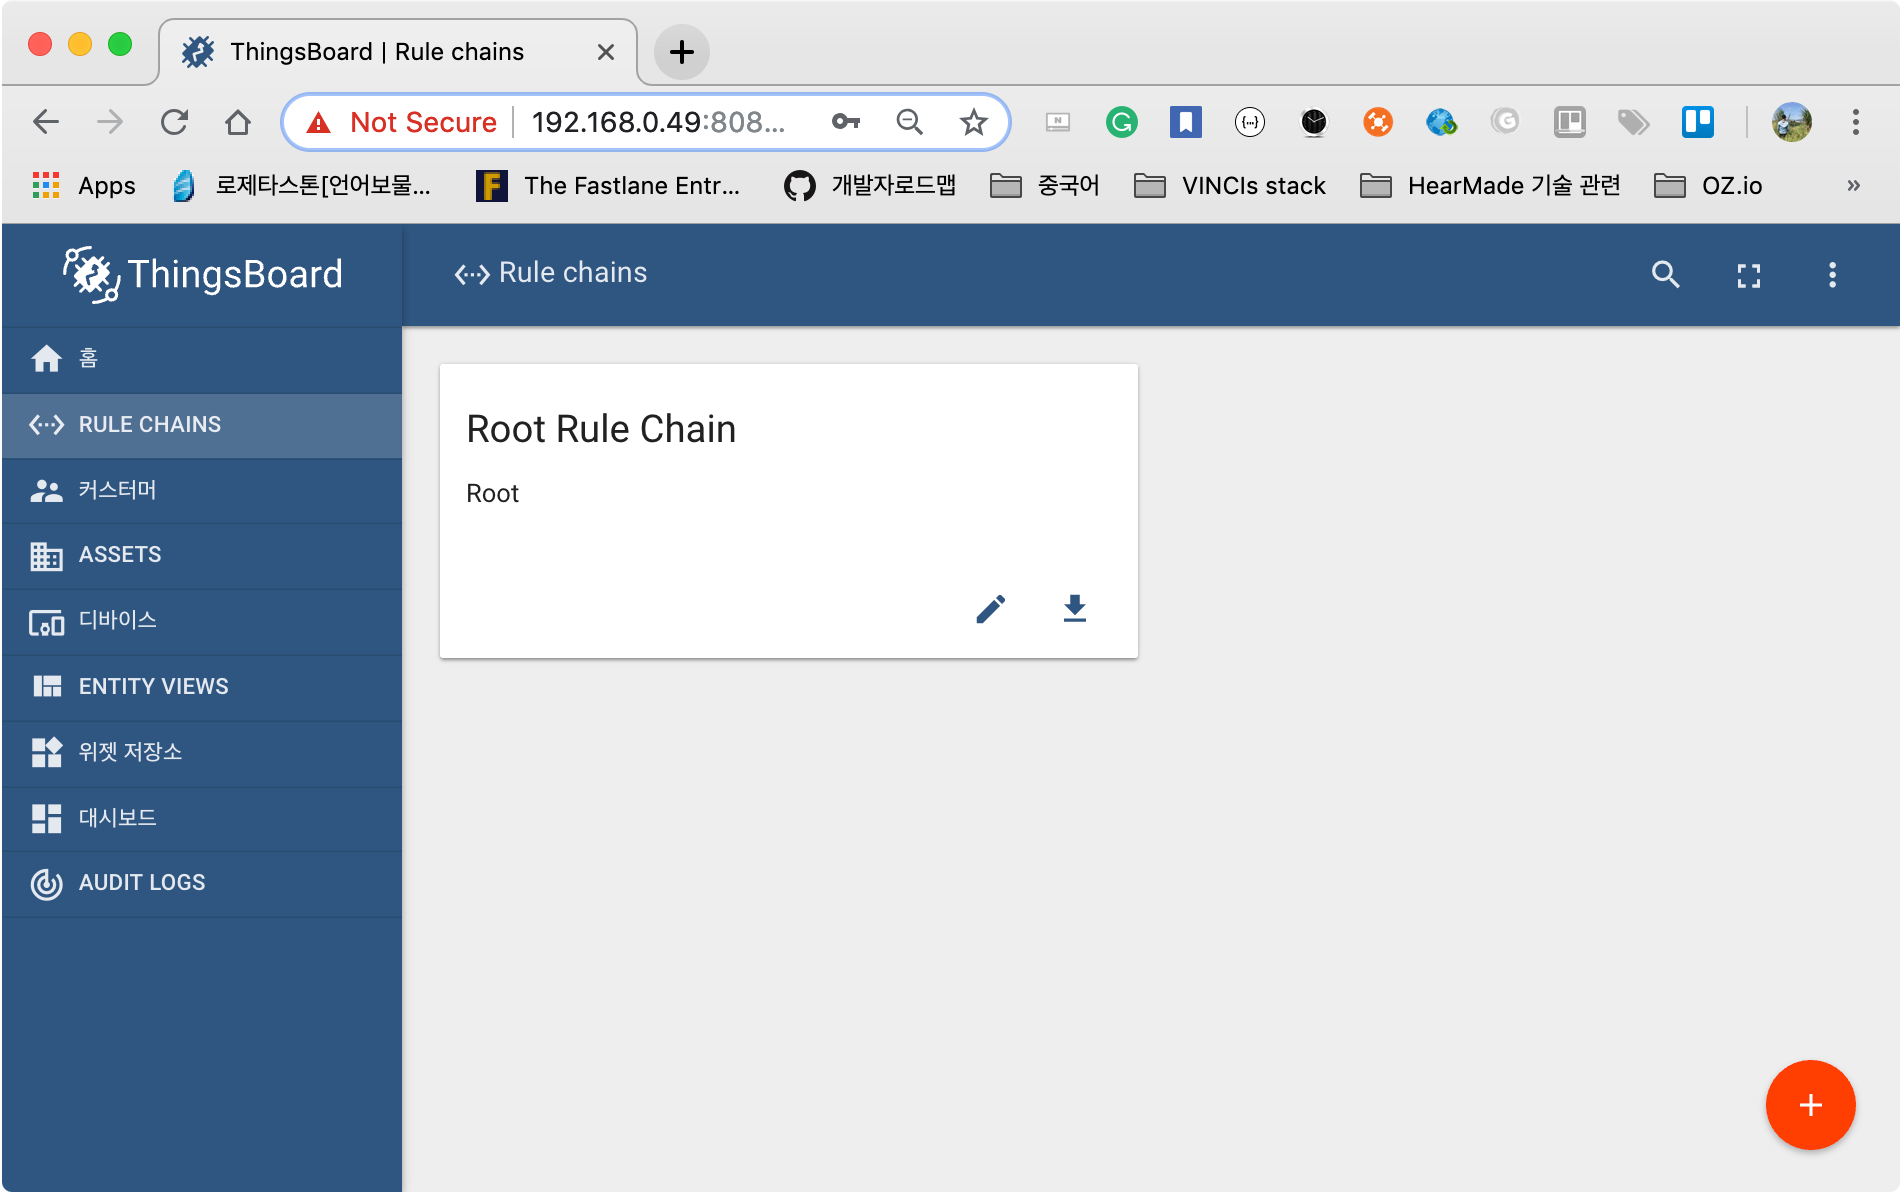 ThingsBoard | Rule chains
Not Secure
192.168.0.49:808...
Apps
로제타스톤[언어보물...
The Fastlane Entr...
개발자로드맵
중국어
VINCIs stack
HearMade 기술 관련
OZ.io
ThingsBoard
Rule chains
홈
RULE CHAINS
커스터머
ASSETS
디바이스
ENTITY VIEWS
위젯 저장소
대시보드
AUDIT LOGS
Root Rule Chain
Root